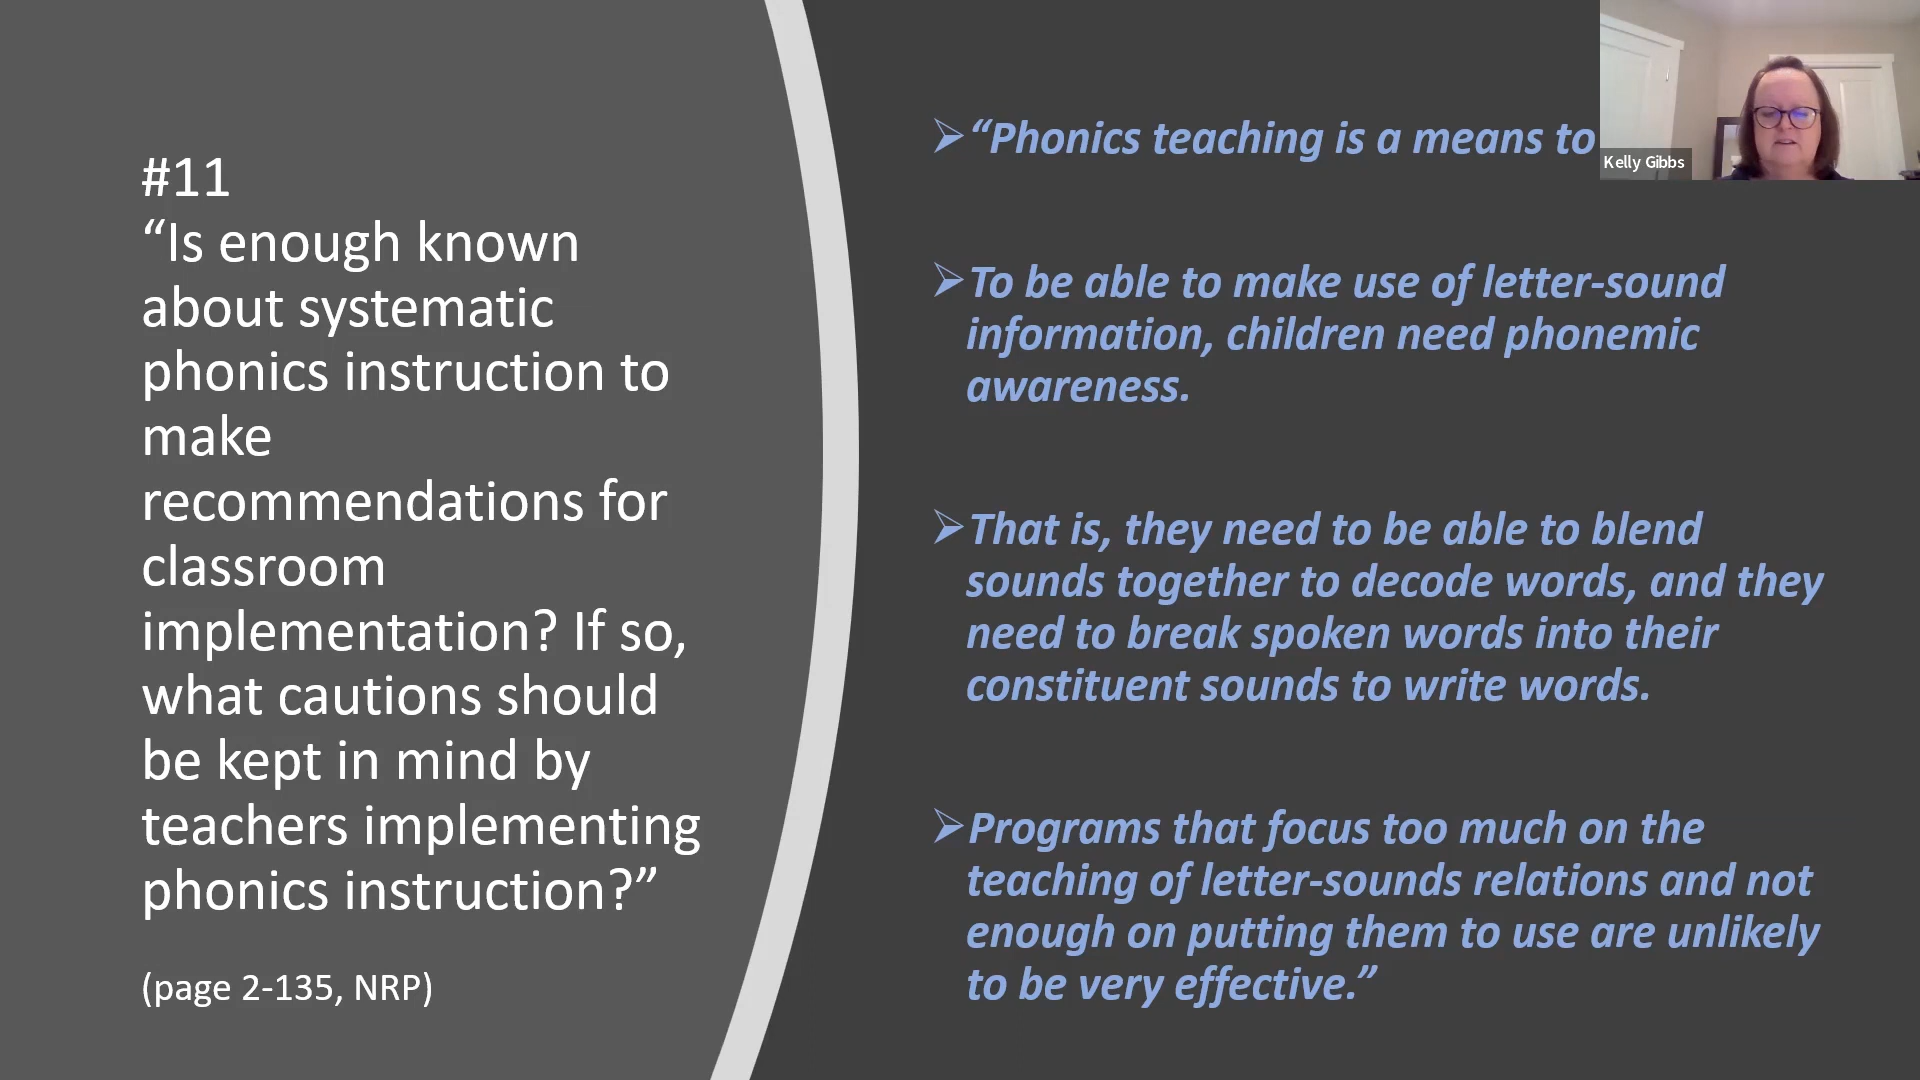 #11
“Is enough known
about systematic
phonics instruction to
make
recommendations for
classroom
implementation? If so,
what cautions should
be kept in mind by
teachers implementing
phonics instruction?”
(page 2-135, NRP)
➢“Phonics teaching is a means to
➢To be able to make use of letter-sound
information, children need phonemic
awareness.
➢That is, they need to be able to blend
sounds together to decode words, and they
need to break spoken words into their
constituent sounds to write words.
➢Programs that focus too much on the
teaching of letter-sounds relations and not
enough on putting them to use are unlikely
to be very effective.”
Kelly Gibbs